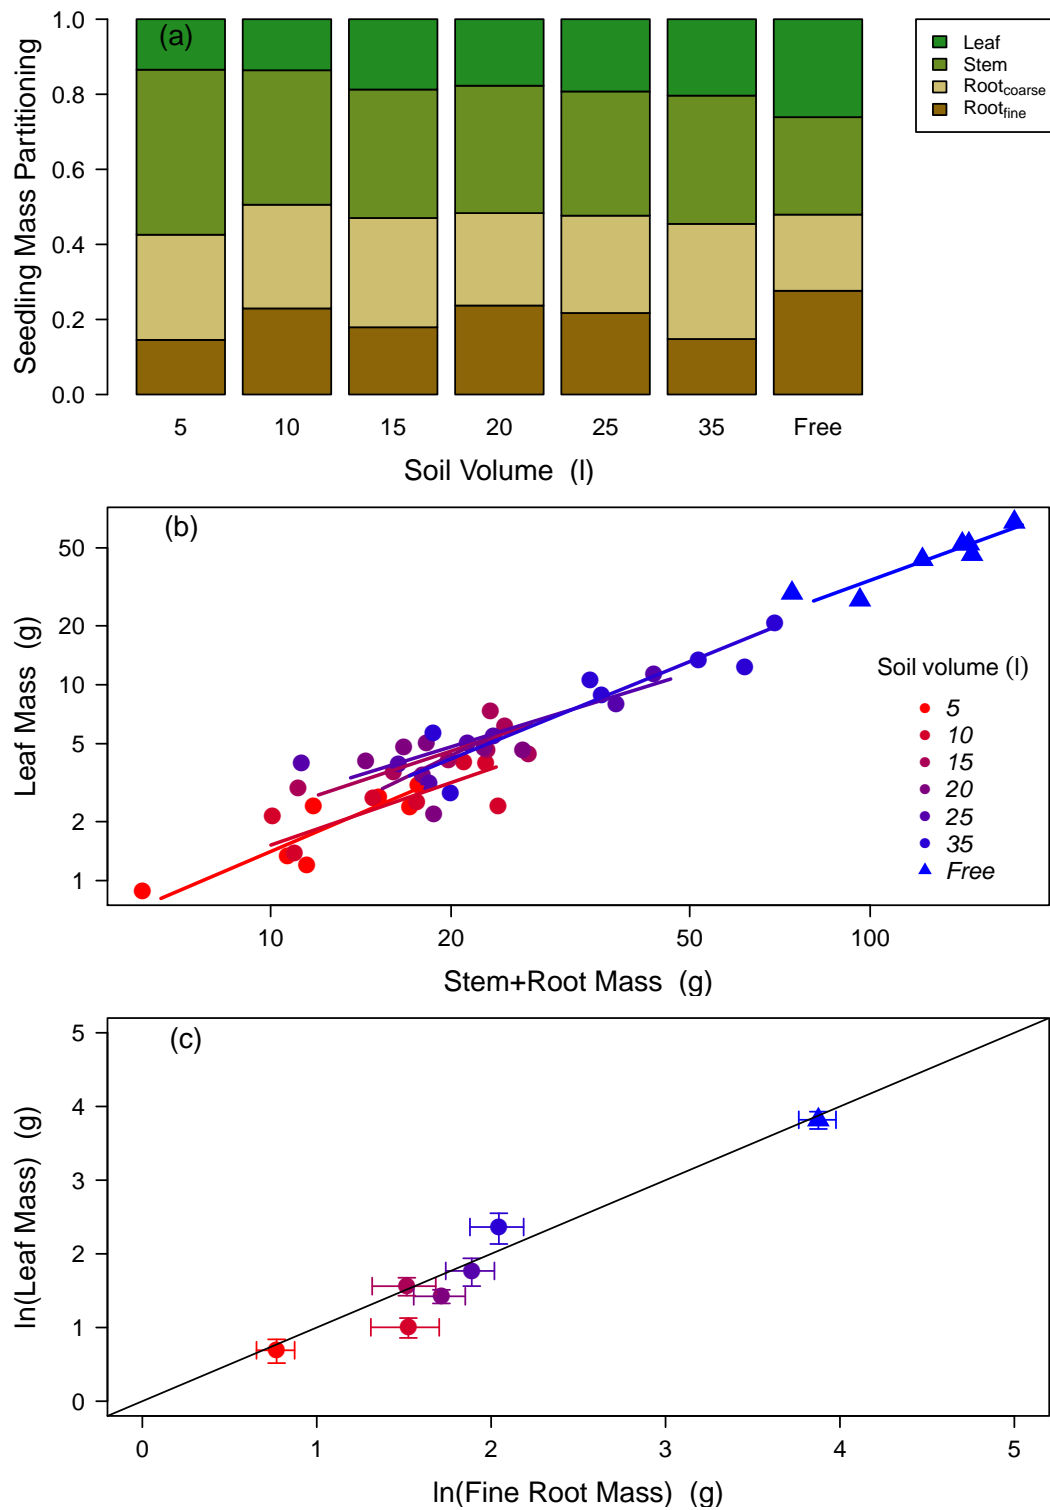 (a)
Seedling Mass Partitioning
1.0
0.8
0.6
0.4
0.2
0.0
5 10 15 20 25 35 Free
Soil Volume (l)
Leaf
Stem
Rootcoarse
Rootfine
(b)
Leaf Mass (g)
50
20
10
5
2
1
10 20 50 100
Stem+Root Mass (g)
Soil volume (l)
5
10
15
20
25
35
Free
(c)
ln(Leaf Mass) (g)
5
4
3
2
1
0
0 1 2 3 4 5
ln(Fine Root Mass) (g)